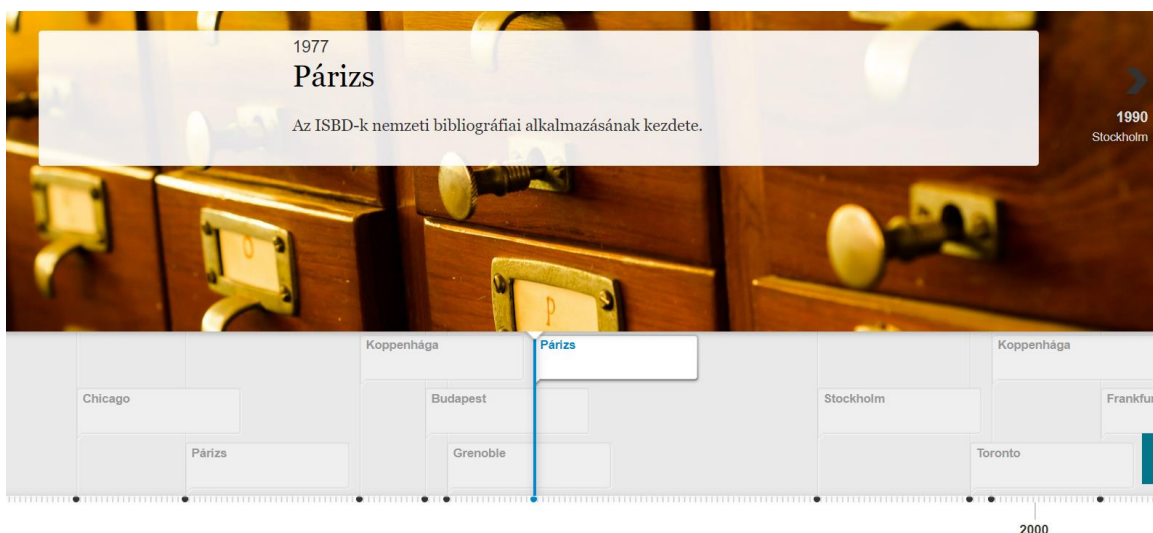 1977
Párizs
Az ISBD-k nemzeti bibliográfiai alkalmazásának kezdete.
1990
Stockholm
O
P
Koppenhága
Párizs
Koppenhága
Chicago
Budapest
Stockholm
Frankfur
Párizs
Grenoble
Toronto
2000